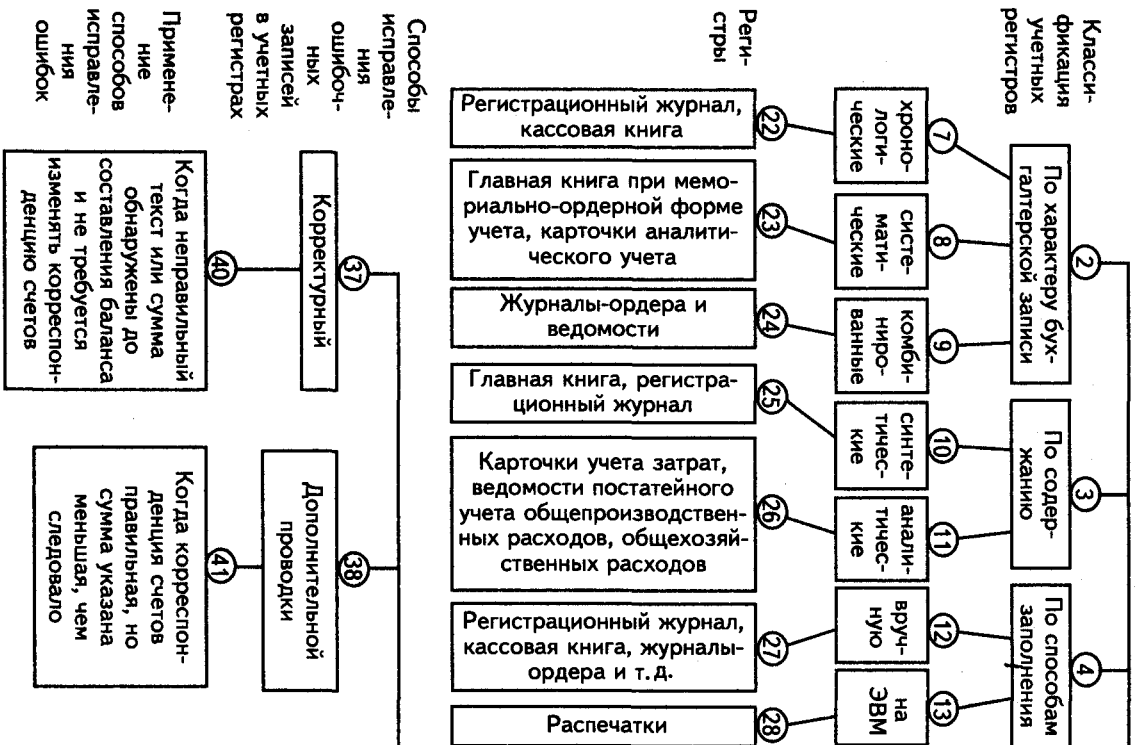 Класси-
фикация
учетных
регистров
2
По характеру бух-
галтерской записи
3
По содер-
жанию
4
По способам
заполнения
7
хроно-
логи-
ческие
8
систе-
мати-
ческие
9
комби-
ниро-
ванные
10
синте-
тичес-
кие
11
анали-
тичес-
кие
12
вруч-
ную
13
на
ЭВМ
Реги-
стры
22
Регистрационный журнал,
кассовая книга
23
Главная книга при мемо-
риально-ордерной форме
учета, карточки аналити-
ческого учета
24
Журналы-ордера и
ведомости
25
Главная книга, регистра-
ционный журнал
26
Карточки учета затрат,
ведомости постатейного
учета общепроизводствен-
ных расходов, общехозяй-
ственных расходов
27
Регистрационный журнал,
кассовая книга, журналы-
ордера и т.д.
28
Распечатки
Способы
исправле-
ния
ошибоч-
ных
записей
в учетных
регистрах
37
Корректурный
38
Дополнительной
проводки
Примене-
ние
способов
исправле-
ния
ошибок
40
Когда неправильный
текст или сумма
обнаружены до
составления баланса
и не требуется
изменять корреспон-
денцию счетов
41
Когда корреспон-
денция счетов
правильная, но
сумма указана
меньшая, чем
следовало